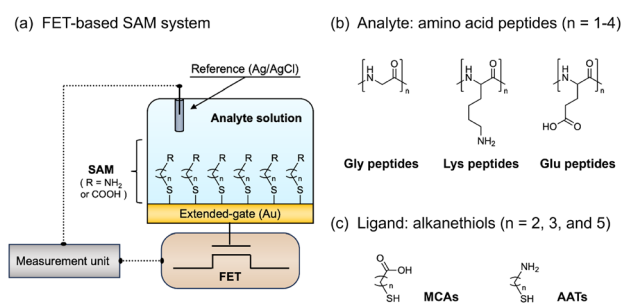 (a) FET-based SAM system
Reference (Ag/AgCl)
Analyte solution
SAM
( R = NH2
or COOH )
R R R R R R
n n n n n n
S S S S S S
Extended-gate (Au)
Measurement unit
FET
(b) Analyte: amino acid peptides (n = 1-4)
H
N
O
n
H
N
O
n
NH2
H
N
O
n
HO
O
Gly peptides
Lys peptides
Glu peptides
(c) Ligand: alkanethiols (n = 2, 3, and 5)
O
OH
n
SH
MCAs
NH2
n
SH
AATs